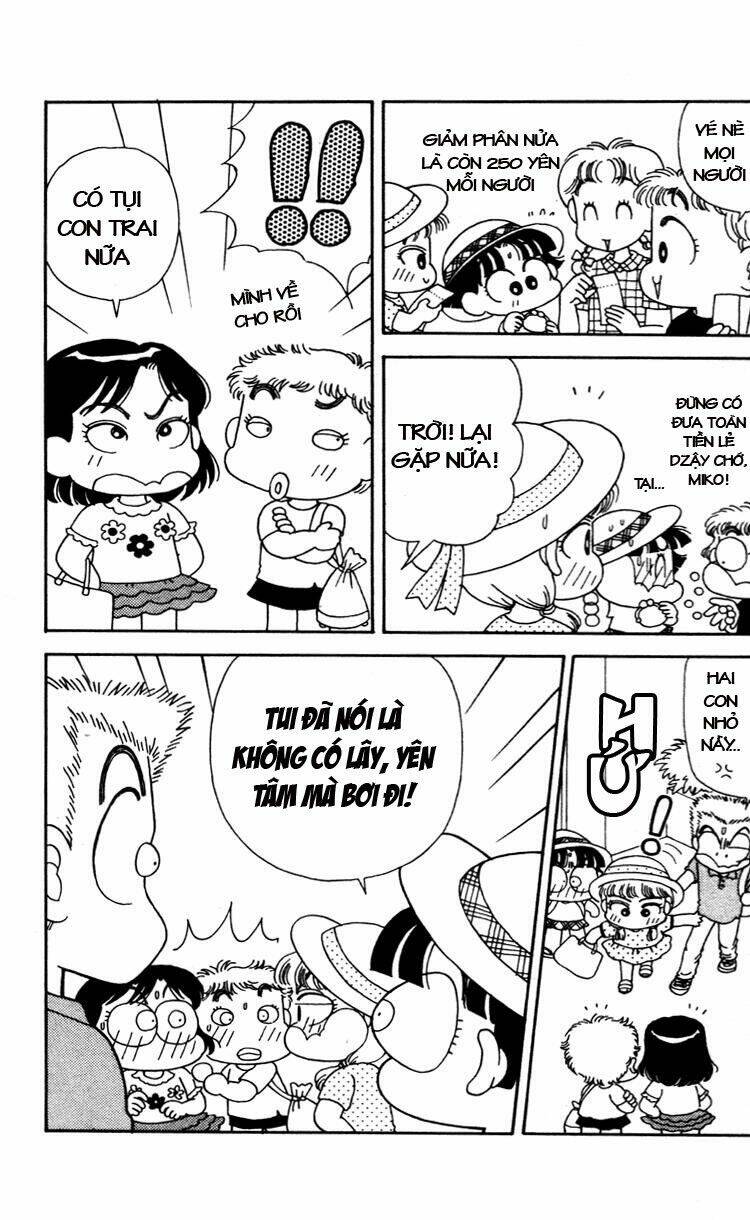 VÉ NÈ
MỌI
NGƯỜI
GIẢM PHÂN NỬA
LÀ CÒN 250 YÊN
MỖI NGƯỜI
ĐỪNG CÓ
ĐƯA TOÀN
TIỀN LẺ
DZẬY CHỚ,
MIKO!
TẠI...
TRỜI! LẠI
GẶP NỮA!
!!
MÌNH VỀ
CHO RỒI
CÓ TỤI
CON TRAI
NỮA
HAI
CON
NHỎ
NÀY...
HỨ
!
TUI ĐÃ NÓI LÀ
KHÔNG CÓ LÂY, YÊN
TÂM MÀ BƠI ĐI!